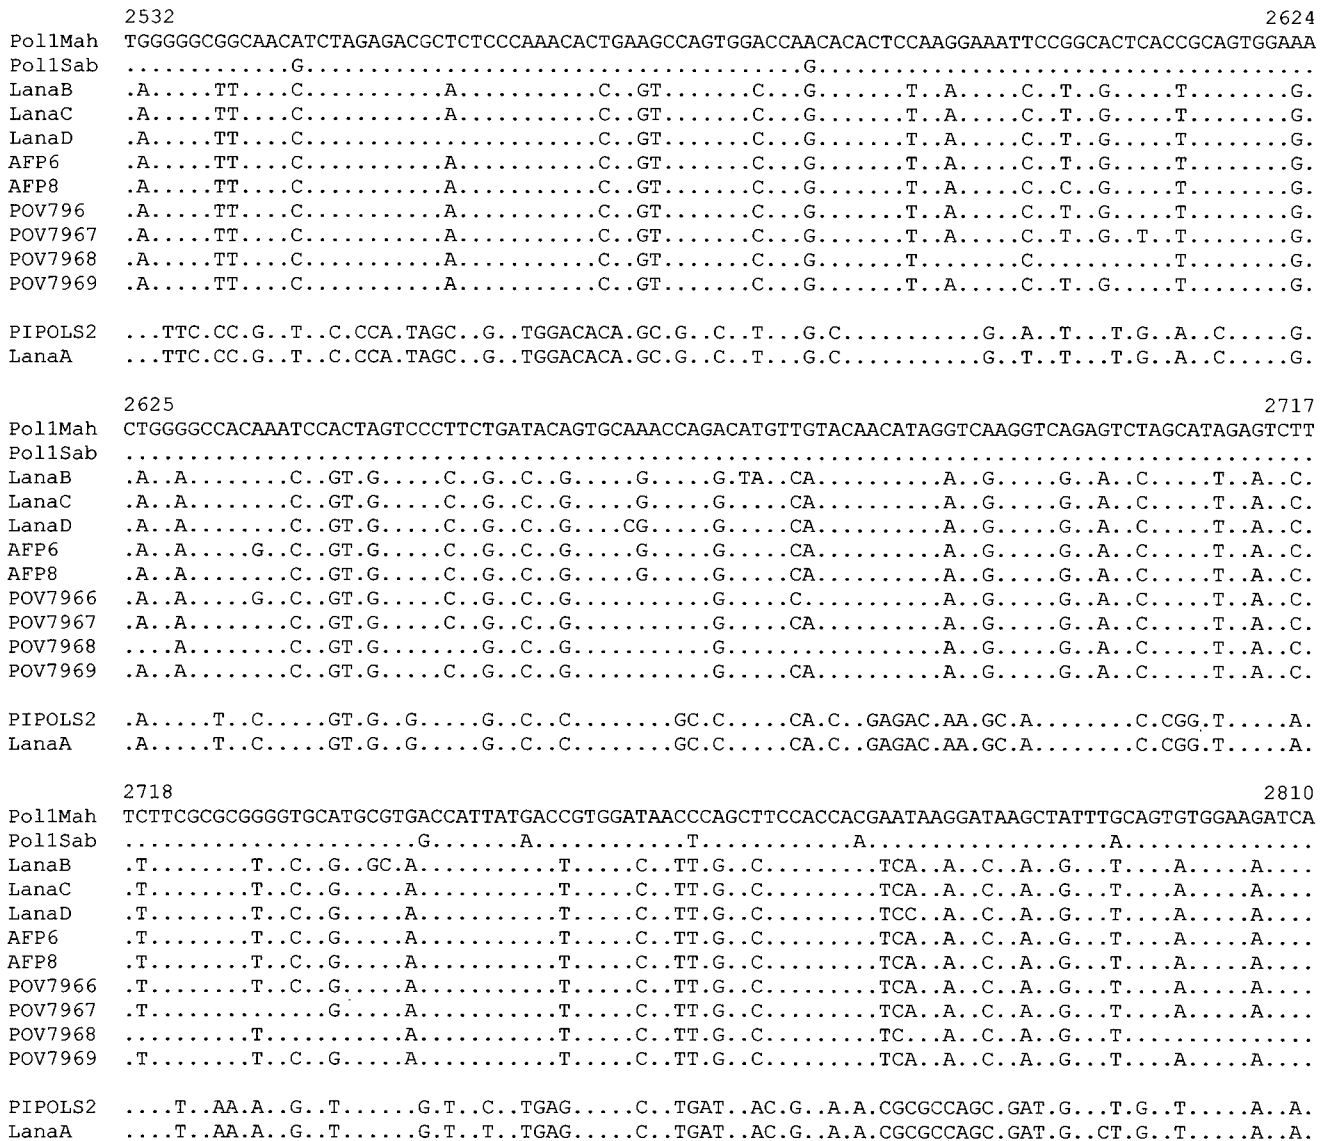 2532 2624
Pol1Mah TGGGGGCGGCAACATCTAGAGACGCTCTCCCAAACACTGAAGCCAGTGGACCAACACACTCCAAGGAAATTCCGGCACTCACCGCAGTGGAAA
Pol1Sab .............G.......................................G.......................................
LanaB .A.....TT....C...........A...........C..GT.......C...G.......T..A.....C..T..G.....T........G.
LanaC .A.....TT....C...........A...........C..GT.......C...G.......T..A.....C..T..G.....T........G.
LanaD .A.....TT....C.......................C..GT.......C...G.......T..A.....C..T..G.....T........G.
AFP6 .A.....TT....C...........A...........C..GT.......C...G.......T..A.....C..T..G.....T........G.
AFP8 .A.....TT....C...........A...........C..GT.......C...G.......T..A.....C..C..G.....T........G.
POV796 .A.....TT....C...........A...........C..GT.......C...G.......T..A.....C..T..G.....T........G.
POV7967 .A.....TT....C...........A...........C..GT.......C...G.......T..A.....C..T..G..T..T........G.
POV7968 .A.....TT....C...........A...........C..GT.......C...G.......T........C...........T........G.
POV7969 .A.....TT....C...........A...........C..GT.......C...G.......T..A.....C..T..G.....T........G.
PIPOLS2 ...TTC.CC.G..T..C.CCA.TAGC..G..TGGACACA.GC.G..C..T...G.C...........G..A..T...T.G..A..C.....G.
LanaA ...TTC.CC.G..T..C.CCA.TAGC..G..TGGACACA.GC.G..C..T...G.C...........G..T..T...T.G..A..C.....G.
2625 2717
Pol1Mah CTGGGGCCACAAATCCACTAGTCCCTTCTGATACAGTGCAAACCAGACATGTTGTACAACATAGGTCAAGGTCAGAGTCTAGCATAGAGTCTT
Pol1Sab .............................................................................................
LanaB .A..A........C..GT.G.....C..G..C..G.....G.....G.TA..CA..........A..G.....G..A..C.....T..A..C.
LanaC .A..A........C..GT.G.....C..G..C..G.....G.....G.....CA..........A..G.....G..A..C.....T..A..C.
LanaD .A..A........C..GT.G.....C..G..C..G....CG.....G.....CA..........A..G.....G..A..C.....T..A..C.
AFP6 .A..A.....G..C..GT.G.....C..G..C..G.....G.....G.....CA..........A..G.....G..A..C.....T..A..C.
AFP8 .A..A........C..GT.G.....C..G..C..G.....G.....G.....CA..........A..G.....G..A..C.....T..A..C.
POV7966 .A..A.....G..C..GT.G.....C..G..C..G...........G.....C...........A..G.....G..A..C.....T..A..C.
POV7967 .A..A........C..GT.G.....C..G..C..G...........G.....CA..........A..G.....G..A..C.....T..A..C.
POV7968 ....A........C..GT.G........G..C..G...........G.................A..G.....G..A..C.....T..A..C.
POV7969 .A..A........C..GT.G.....C..G..C..G...........G.....CA..........A..G.....G..A..C.....T..A..C.
PIPOLS2 .A.....T..C.....GT.G..G.....G..C..C........GC.C.....CA.C..GAGAC.AA.GC.A........C.CGG.T.....A.
LanaA .A.....T..C.....GT.G..G.....G..C..C........GC.C.....CA.C..GAGAC.AA.GC.A........C.CGG.T.....A.
2718 2810
Pol1Mah TCTTCGCGCGGGGTGCATGCGTGACCATTATGACCGTGGATAACCCAGCTTCCACCACGAATAAGGATAAGCTATTTGCAGTGTGGAAGATCA
Pol1Sab .......................G.......A............T............A...................A...............
LanaB .T........T..C..G..GC.A...........T.....C..TT.G..C.........TCA..A..C..A..G...T....A.....A....
LanaC .T........T..C..G.....A...........T.....C..TT.G..C.........TCA..A..C..A..G...T....A.....A....
LanaD .T........T..C..G.....A...........T.....C..TT.G..C.........TCC..A..C..A..G...T....A.....A....
AFP6 .T........T..C..G.....A...........T.....C..TT.G..C.........TCA..A..C..A..G...T....A.....A....
AFP8 .T........T..C..G.....A...........T.....C..TT.G..C.........TCA..A..C..A..G...T....A.....A....
POV7966 .T........T..C..G.....A...........T.....C..TT.G..C.........TCA..A..C..A..G...T....A.....A....
POV7967 .T..............G.....A...........T.....C..TT.G..C.........TCA..A..C..A..G...T....A.....A....
POV7968 ..........T...........A...........T.....C..TT.G..C.........TC...A..C..A..G...T...............
POV7969 .T........T..C..G.....A...........T.....C..TT.G..C.........TCA..A..C..A..G...T....A.....A....
PIPOLS2 ....T..AA.A..G..T......G.T..C..TGAG.....C..TGAT..AC.G..A.A.CGCGCCAGC.GAT.G...T.G..T.....A..A.
LanaA ....T..AA.A..G..T......G.T..T..TGAG.....C..TGAT..AC.G..A.A.CGCGCCAGC.GAT.G..CT.G..T.....A..A.